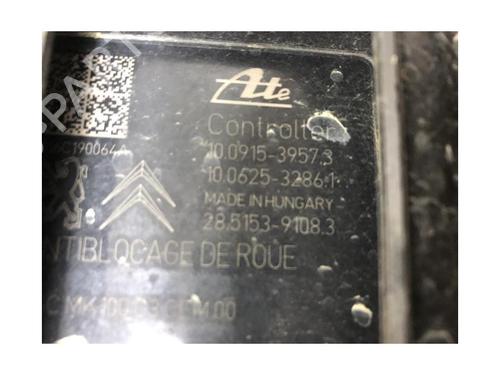 Ate
Controller
10.0915-3957.3
10.0625-3286.1
MADE IN HUNGARY
28.5153-9108.3
NTIBLOCAGE DE ROUE